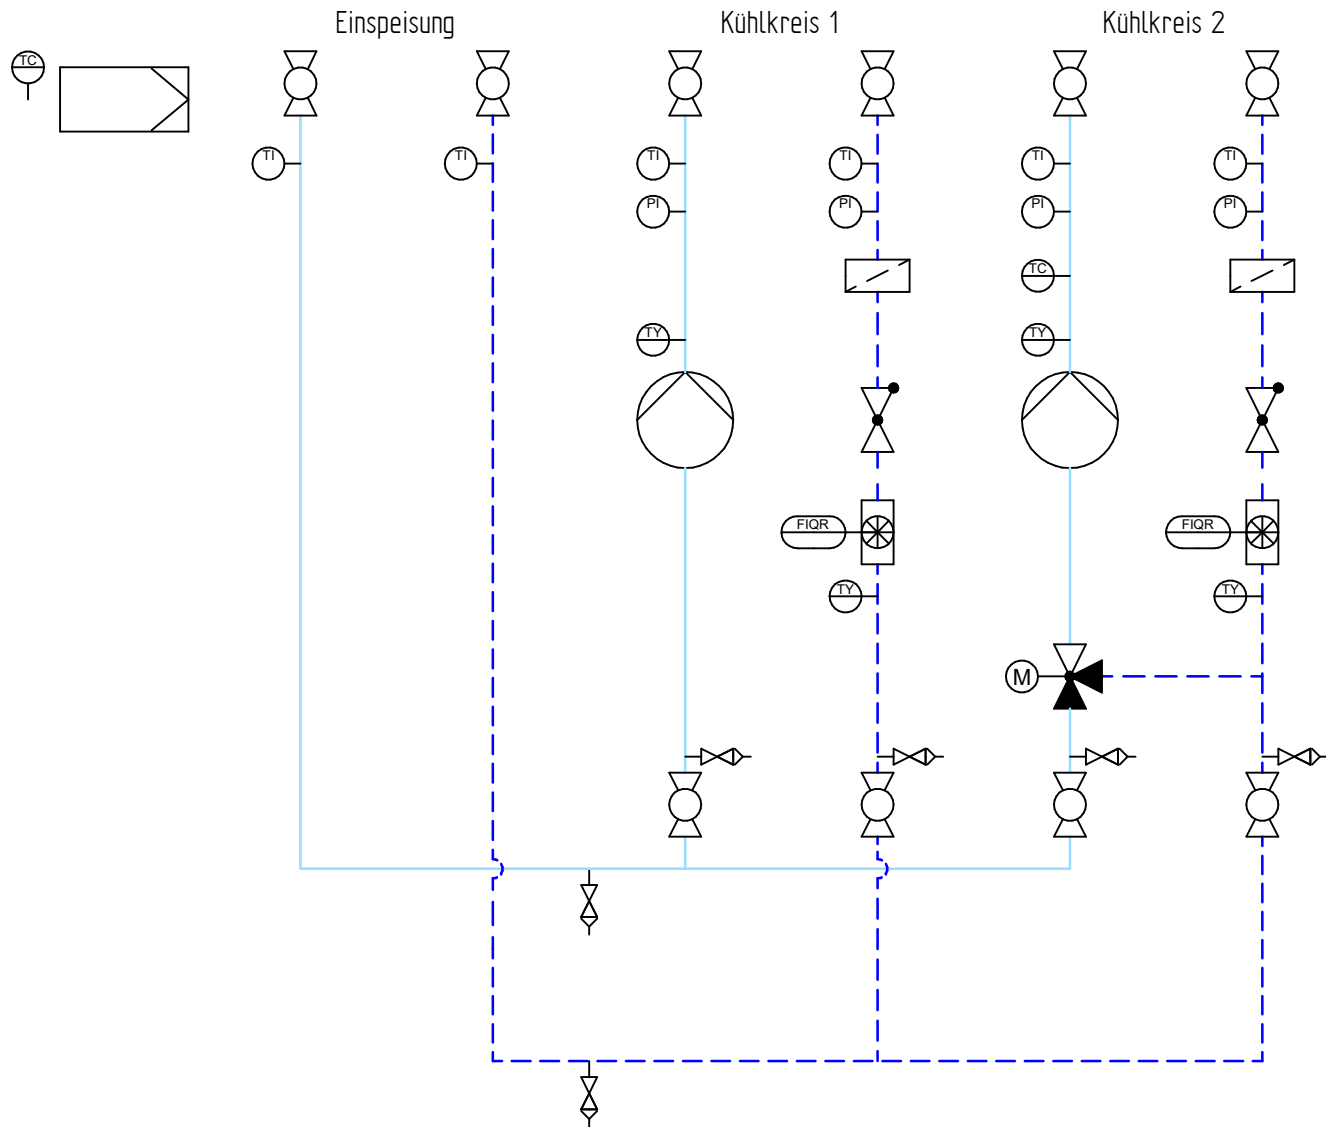 Einspeisung
Kühlkreis 1
Kühlkreis 2
TC
TI
TI
TI
TI
TI
TI
PI
PI
PI
PI
TC
TY
TY
FIQR
FIQR
TY
TY
M